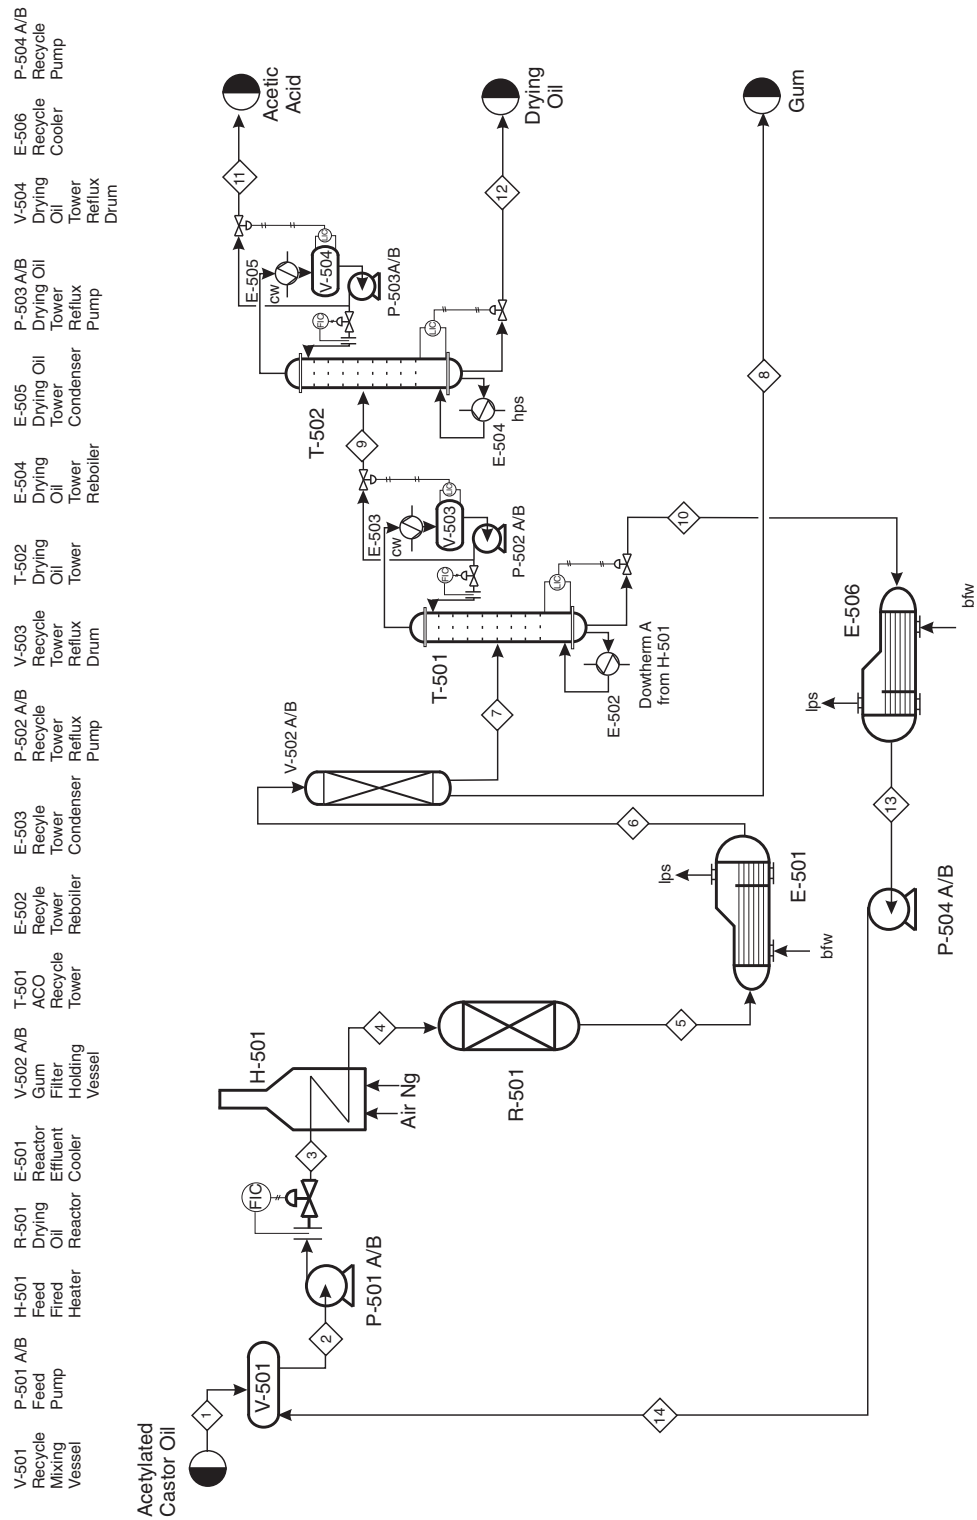 V-501
Recycle
Mixing
Vessel
P-501 A/B
Feed
Pump
H-501
Feed
Fired
Heater
R-501
Drying
Oil
Reactor
E-501
Reactor
Effluent
Cooler
V-502 A/B
Gum
Filter
Holding
Vessel
T-501
ACO
Recycle
Tower
E-502
Recyle
Tower
Reboiler
E-503
Recyle
Tower
Condenser
P-502 A/B
Recycle
Tower
Reflux
Pump
V-503
Recycle
Tower
Reflux
Drum
T-502
Drying
Oil
Tower
E-504
Drying
Oil
Tower
Reboiler
E-505
Drying Oil
Tower
Condenser
P-503 A/B
Drying Oil
Tower
Reflux
Pump
V-504
Drying
Oil
Tower
Reflux
Drum
E-506
Recycle
Cooler
P-504 A/B
Recycle
Pump
Acetylated
Castor Oil
1
V-501
2
P-501 A/B
FIC
3
H-501
Air Ng
4
R-501
5
E-501
bfw
lps
6
V-502 A/B
7
T-501
E-502
Dowtherm A
from H-501
LIC
FIC
E-503
cw
V-503
LIC
P-502 A/B
9
T-502
E-504
hps
LIC
FIC
E-505
cw
V-504
LIC
P-503A/B
11
Acetic
Acid
12
Drying
Oil
8
Gum
10
E-506
bfw
lps
13
P-504 A/B
14